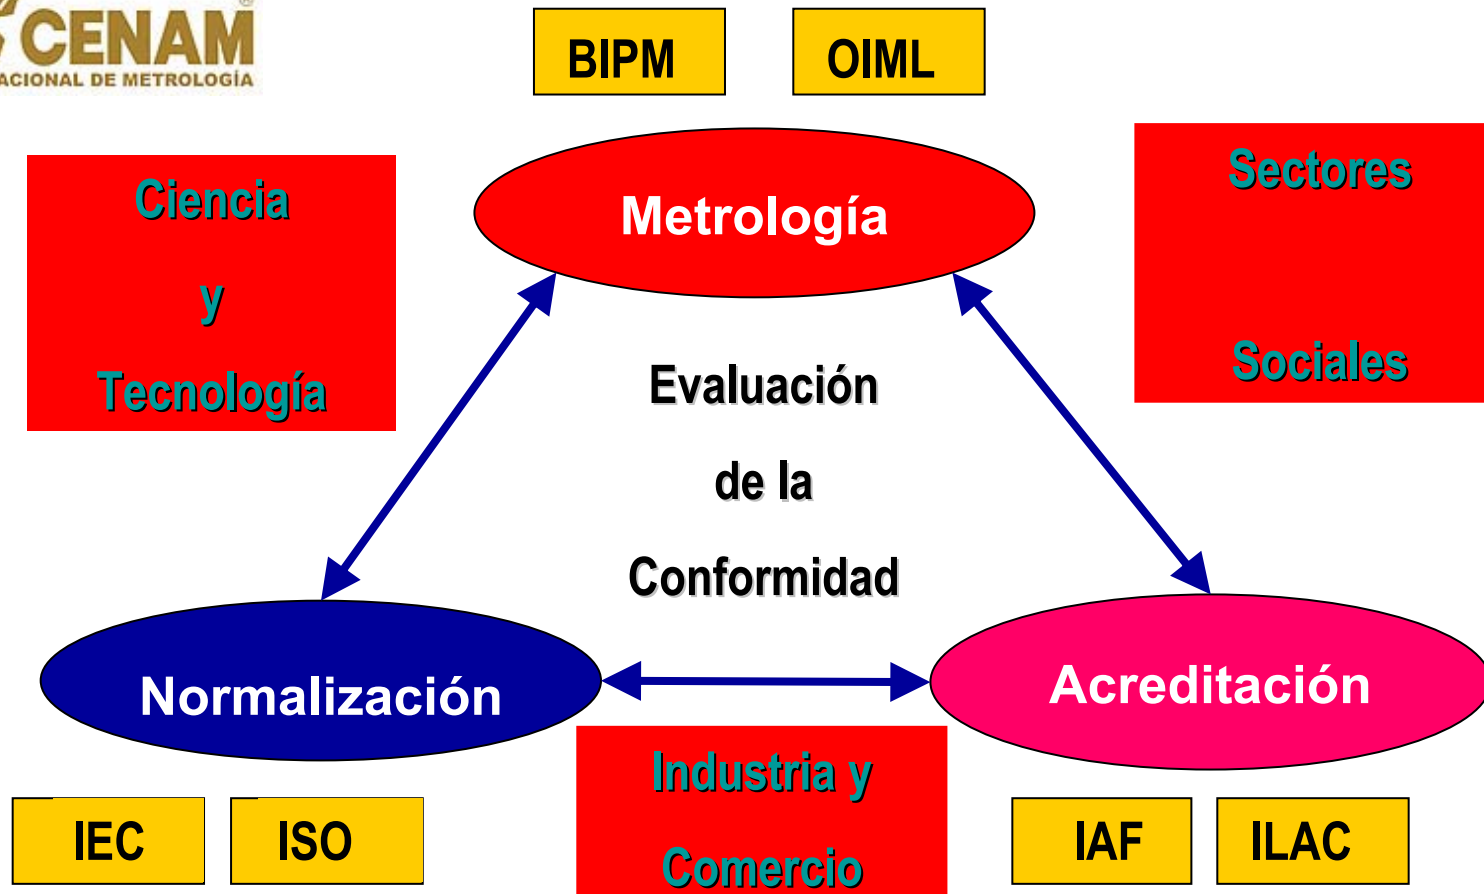 CENAM
ACIONAL DE METROLOGÍA
®
BIPM
OIML
Ciencia
y
Tecnología
Metrología
Sectores
Sociales
Evaluación
de la
Conformidad
Normalización
Acreditación
Industria y
Comercio
IEC
ISO
IAF
ILAC